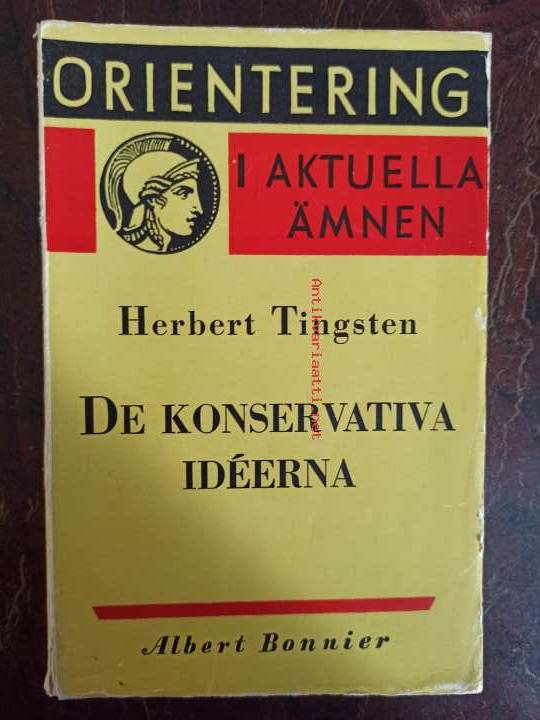 ORIENTERING
I AKTUELLA
ÄMNEN
Herbert Tingsten
DE KONSERVATIVA
IDÉERNA
Albert Bonnier
Antikvariaatti.net